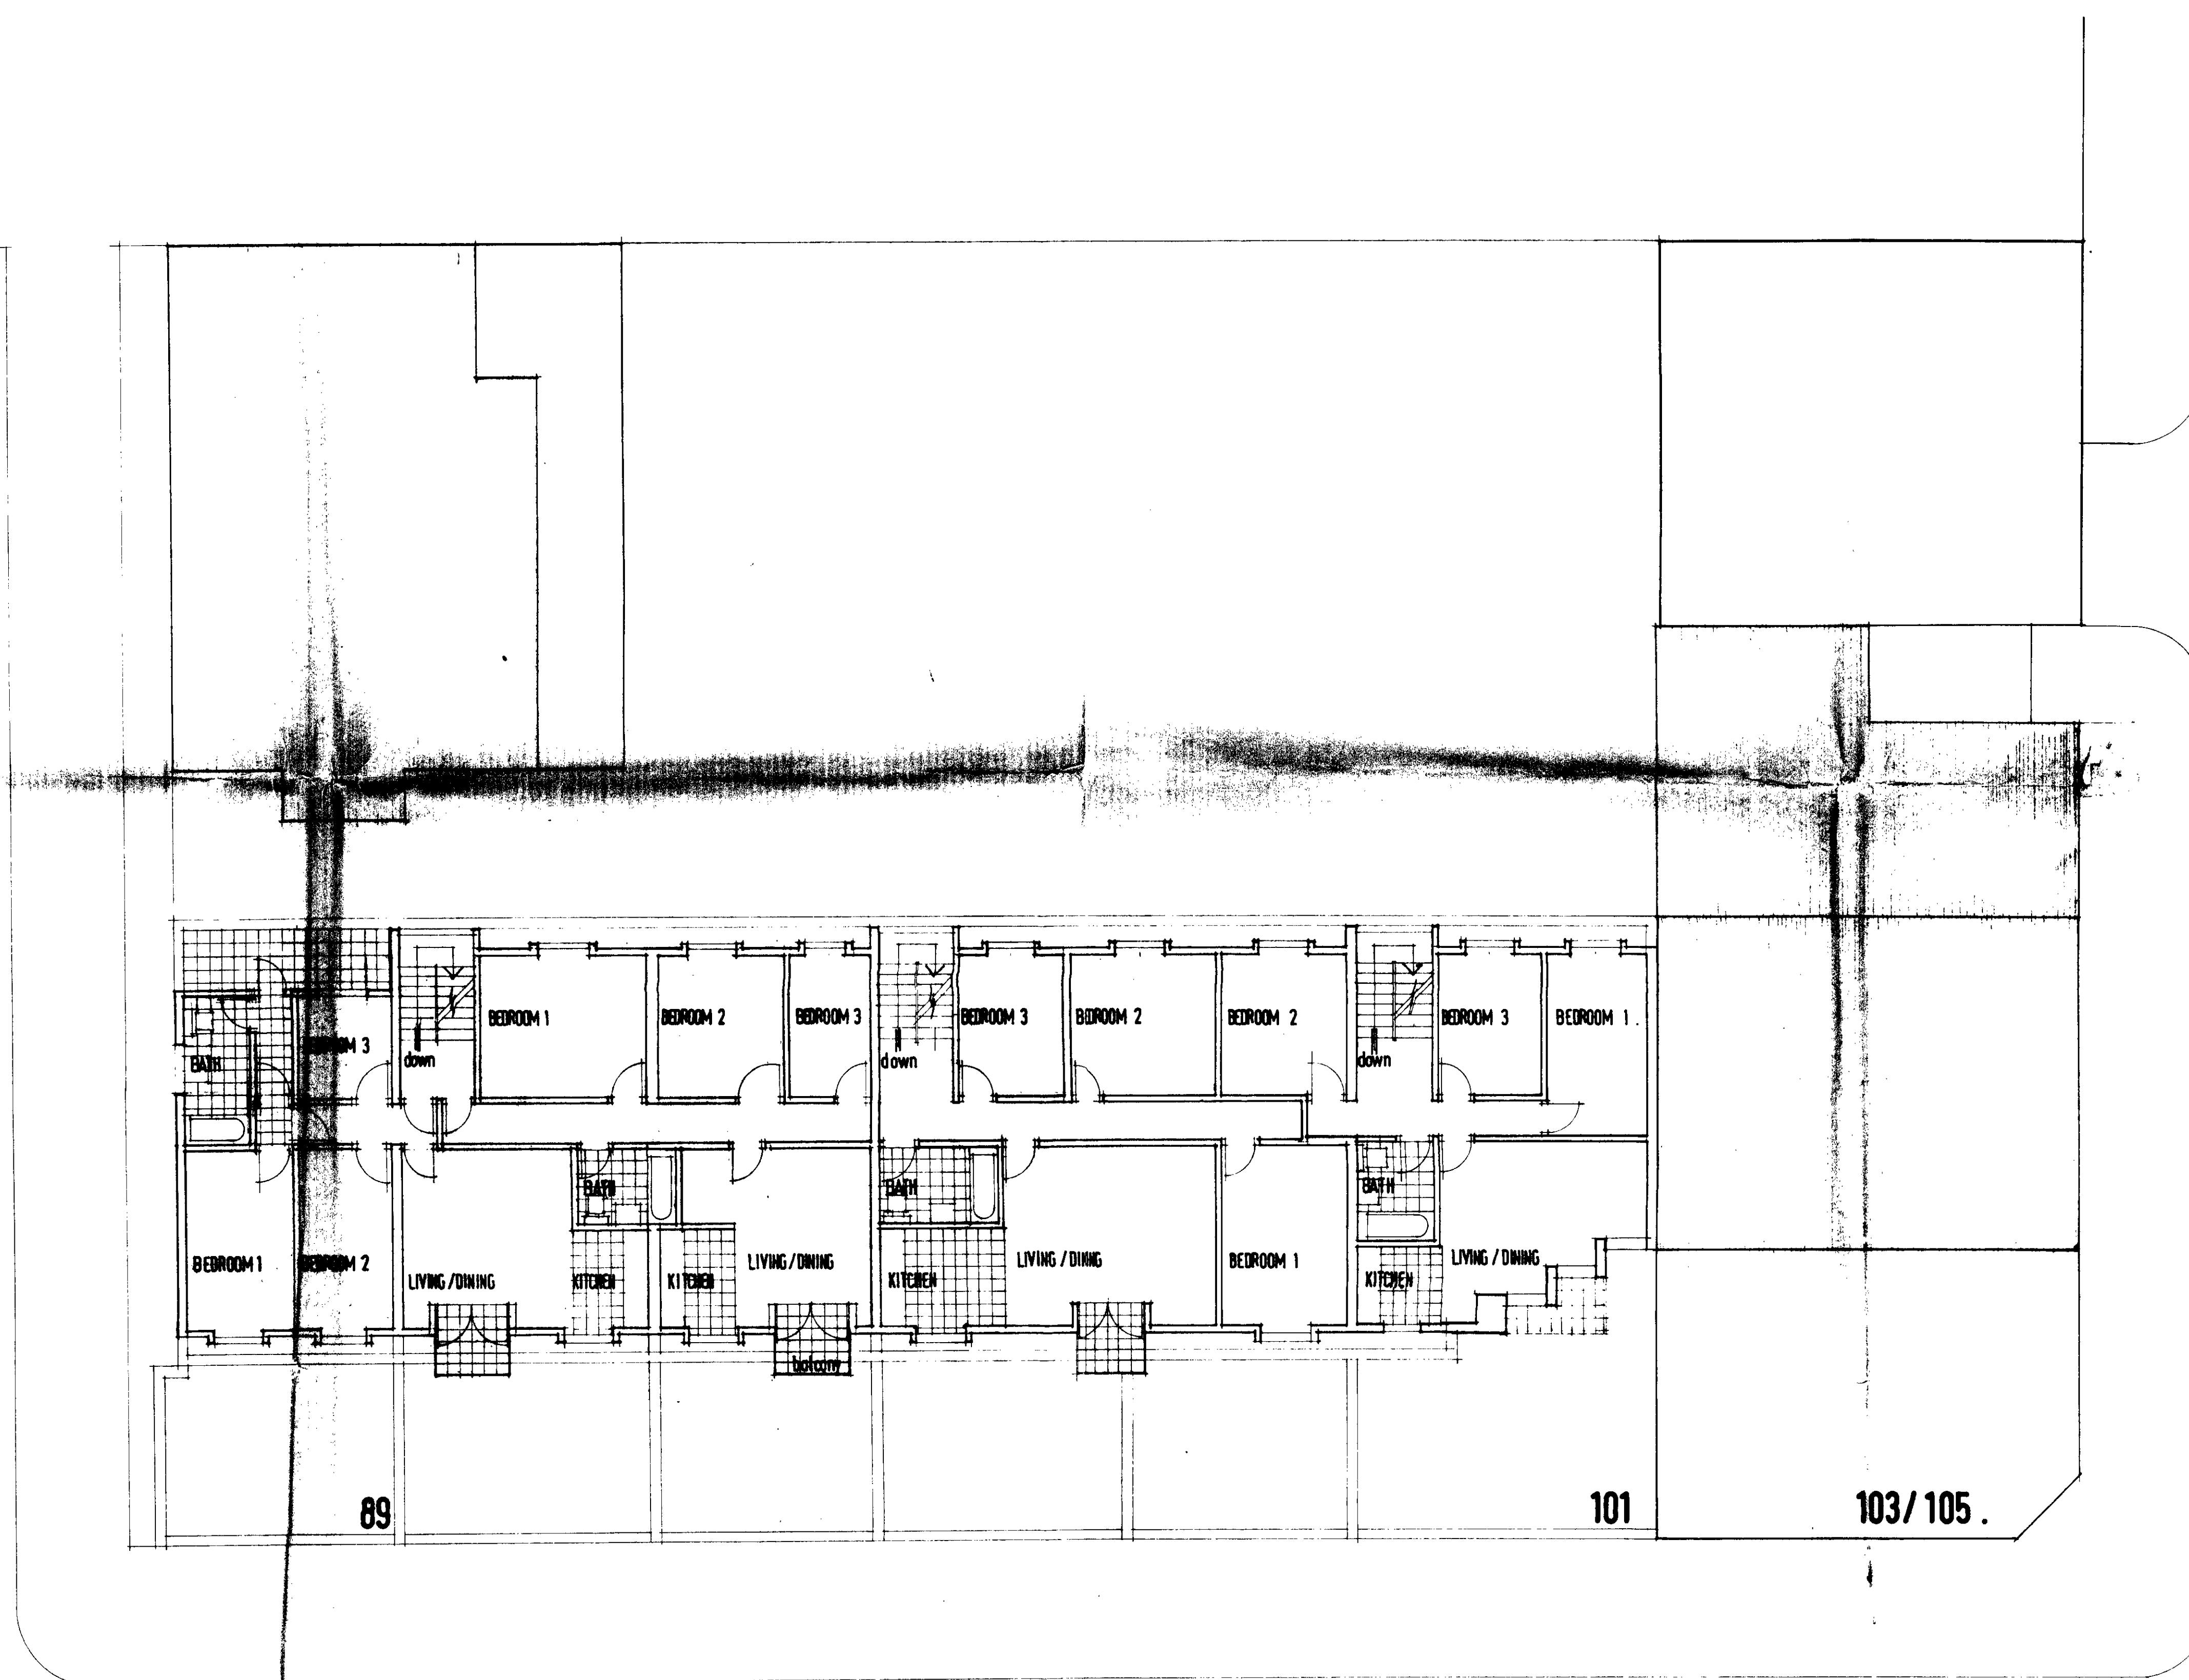 BEDROOM 1
BEDROOM 2
BEDROOM 3
BEDROOM 3
BEDROOM 2
BEDROOM 2
BEDROOM 3
BEDROOM 1.
BEDROOM 3
BATH
down
down
down
BATH
BATH
BATH
BEDROOM 1
BEDROOM 2
LIVING / DINING
KITCHEN
KITCHEN
LIVING / DINING
KITCHEN
LIVING / DINING
BEDROOM 1
KITCHEN
LIVING / DINING
balcony
89
101
103/105.